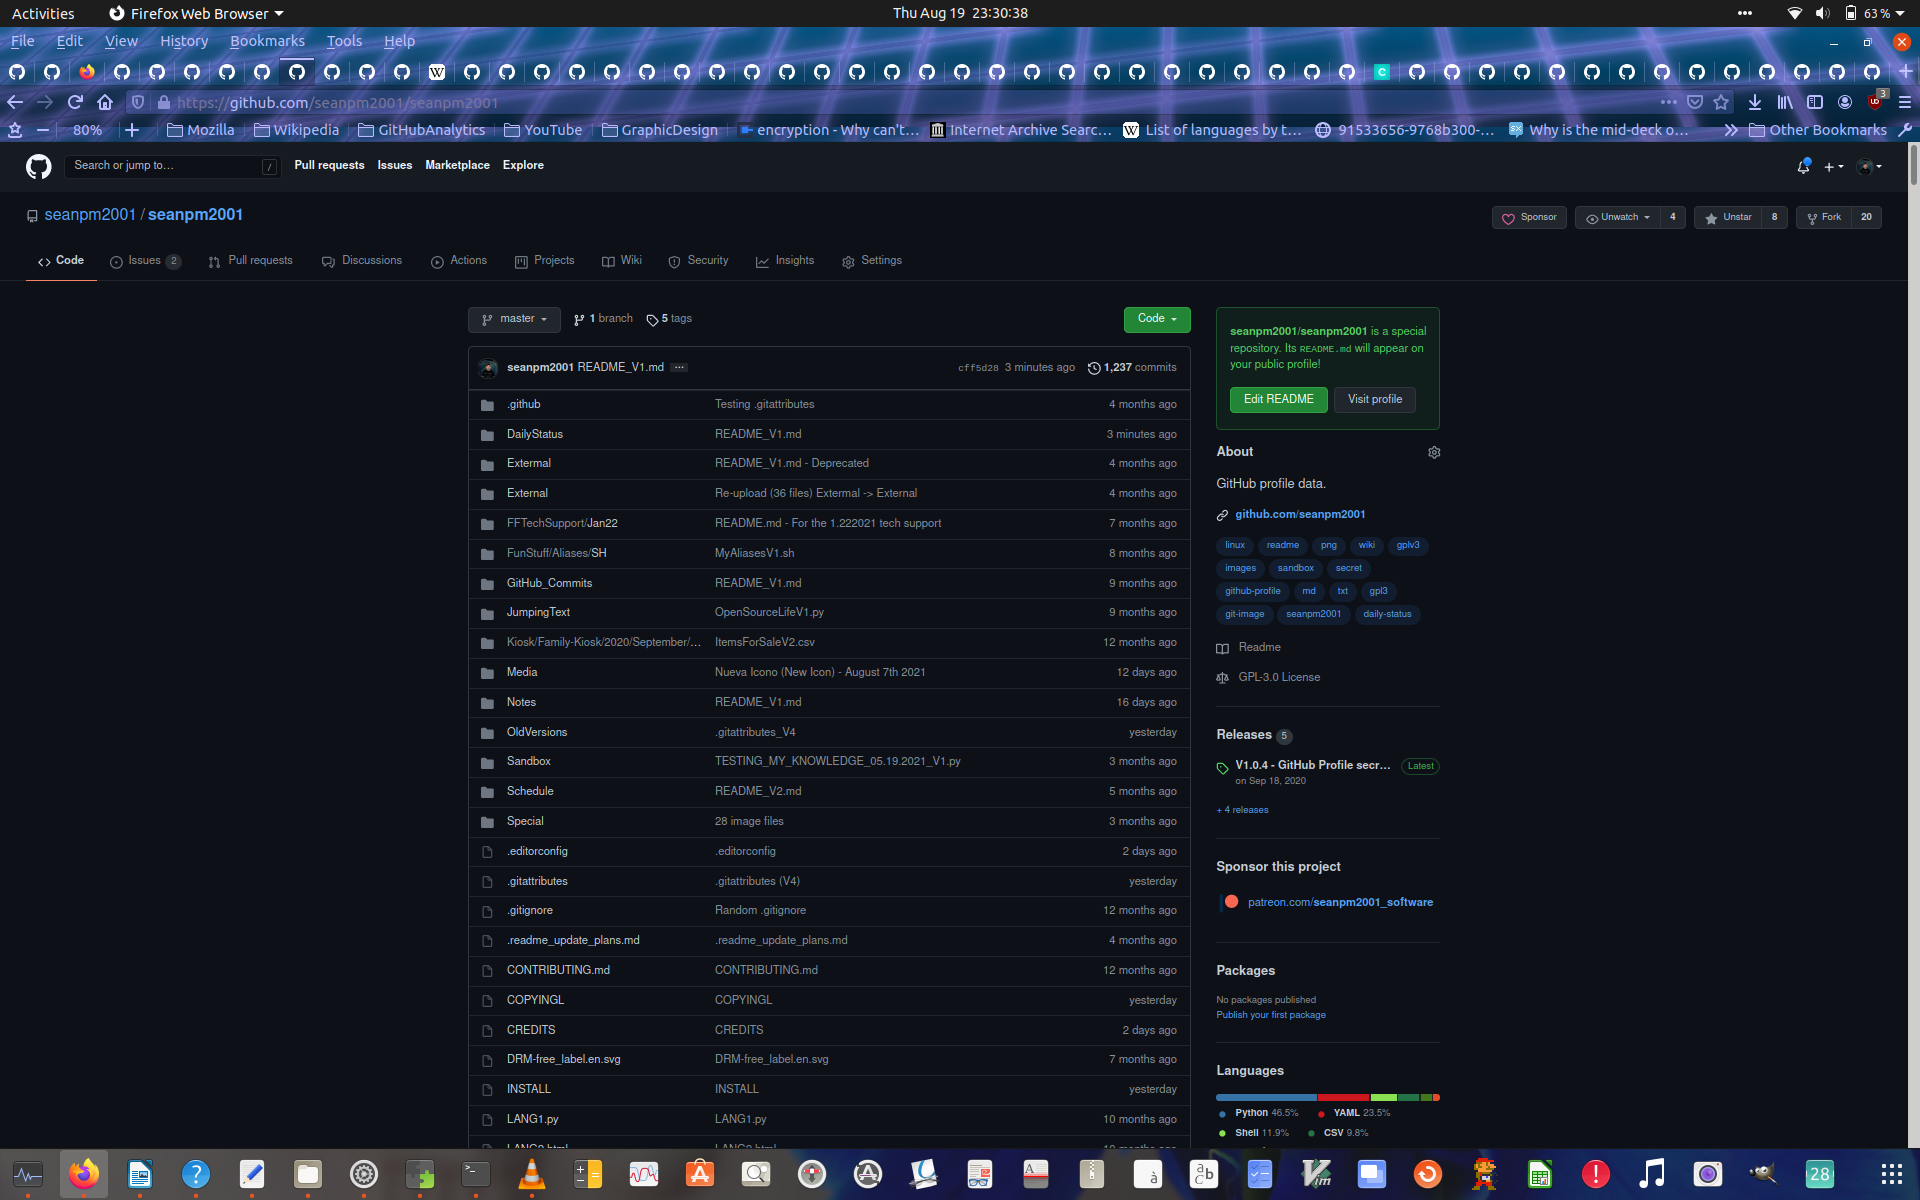 Activities Firefox Web Browser Thu Aug 19 23:30:38 63 %
File Edit View History Bookmarks Tools Help
https://github.com/seanpm2001/seanpm2001 3
80% Mozilla Wikipedia GitHubAnalytics YouTube GraphicDesign encryption - Why can't… Internet Archive Searc… List of languages by t… 91533656-9768b300-… Why is the mid-deck o… Other Bookmarks
Search or jump to… / Pull requests Issues Marketplace Explore
seanpm2001 / seanpm2001 Sponsor Unwatch 4 Unstar 8 Fork 20
Code Issues 2 Pull requests Discussions Actions Projects Wiki Security Insights Settings
master 1 branch 5 tags Code
seanpm2001 README_V1.md ... cff5d28 3 minutes ago 1,237 commits
.github Testing .gitattributes 4 months ago
DailyStatus README_V1.md 3 minutes ago
Extermal README_V1.md - Deprecated 4 months ago
External Re-upload (36 files) Extermal -> External 4 months ago
FFTechSupport/Jan22 README.md - For the 1.222021 tech support 7 months ago
FunStuff/Aliases/SH MyAliasesV1.sh 8 months ago
GitHub_Commits README_V1.md 9 months ago
JumpingText OpenSourceLifeV1.py 9 months ago
Kiosk/Family-Kiosk/2020/September/… ItemsForSaleV2.csv 12 months ago
Media Nueva Icono (New Icon) - August 7th 2021 12 days ago
Notes README_V1.md 16 days ago
OldVersions .gitattributes_V4 yesterday
Sandbox TESTING_MY_KNOWLEDGE_05.19.2021_V1.py 3 months ago
Schedule README_V2.md 5 months ago
Special 28 image files 3 months ago
.editorconfig .editorconfig 2 days ago
.gitattributes .gitattributes (V4) yesterday
.gitignore Random .gitignore 12 months ago
.readme_update_plans.md .readme_update_plans.md 4 months ago
CONTRIBUTING.md CONTRIBUTING.md 12 months ago
COPYINGL COPYINGL yesterday
CREDITS CREDITS 2 days ago
DRM-free_label.en.svg DRM-free_label.en.svg 7 months ago
INSTALL INSTALL yesterday
LANG1.py LANG1.py 10 months ago
seanpm2001/seanpm2001 is a special
repository. Its README.md will appear on
your public profile!
Edit README Visit profile
About
GitHub profile data.
github.com/seanpm2001
linux readme png wiki gplv3
images sandbox secret
github-profile md txt gpl3
git-image seanpm2001 daily-status
Readme
GPL-3.0 License
Releases 5
V1.0.4 - GitHub Profile secr... Latest
on Sep 18, 2020
+ 4 releases
Sponsor this project
patreon.com/seanpm2001_software
Packages
No packages published
Publish your first package
Languages
Python 46.5% YAML 23.5%
Shell 11.9% CSV 9.8%
28